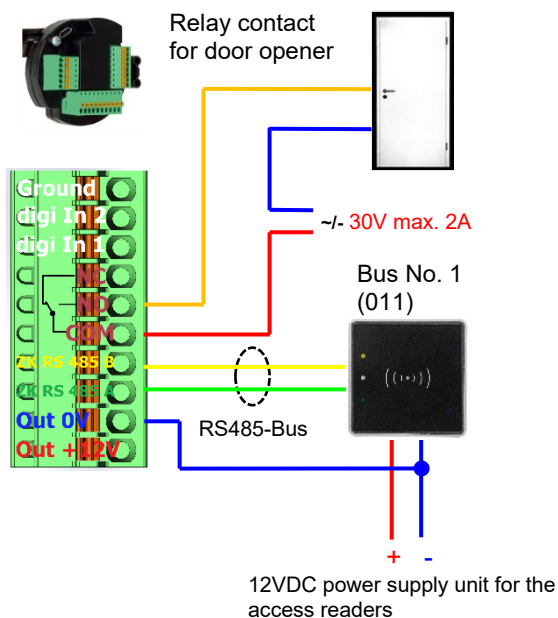 Relay contact
for door opener
Ground
digi In 2
digi In 1
NC
NO
COM
ZK RS 485 B
ZK RS 485 A
Out 0V
Out +12V
~/- 30V max. 2A
Bus No. 1
(011)
RS485-Bus
+ -
12VDC power supply unit for the
access readers